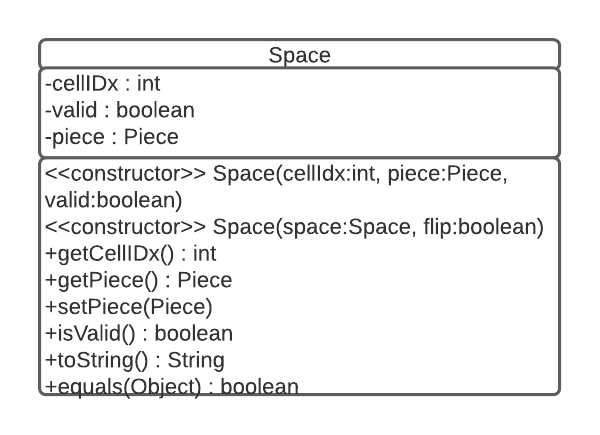 Space
-cellIDx : int
-valid : boolean
-piece : Piece
<<constructor>> Space(cellIdx:int, piece:Piece,
valid:boolean)
<<constructor>> Space(space:Space, flip:boolean)
+getCellIDx() : int
+getPiece() : Piece
+setPiece(Piece)
+isValid() : boolean
+toString() : String
+equals(Object) : boolean